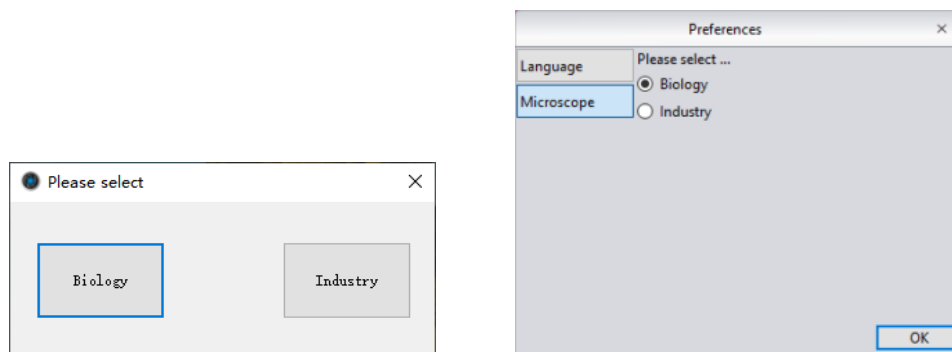 Please select
Biology Industry
Preferences
Language
Microscope
Please select ...
Biology
Industry
OK